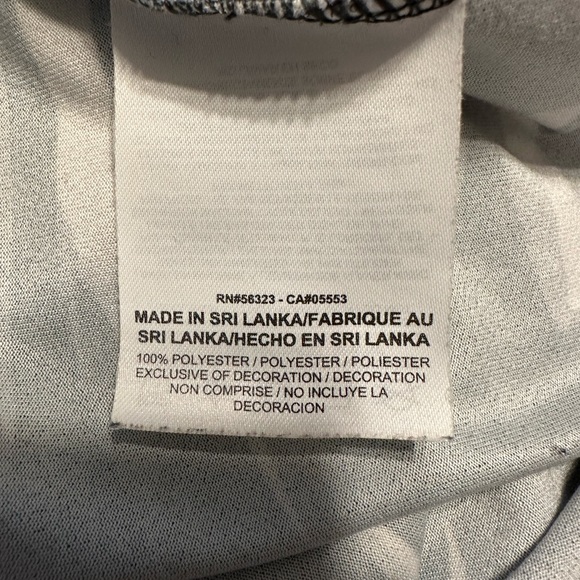 RN#56323 - CA#05553
MADE IN SRI LANKA/FABRIQUE AU
SRI LANKA/HECHO EN SRI LANKA
100% POLYESTER / POLYESTER / POLIESTER
EXCLUSIVE OF DECORATION / DECORATION
NON COMPRISE / NO INCLUYE LA
DECORACION